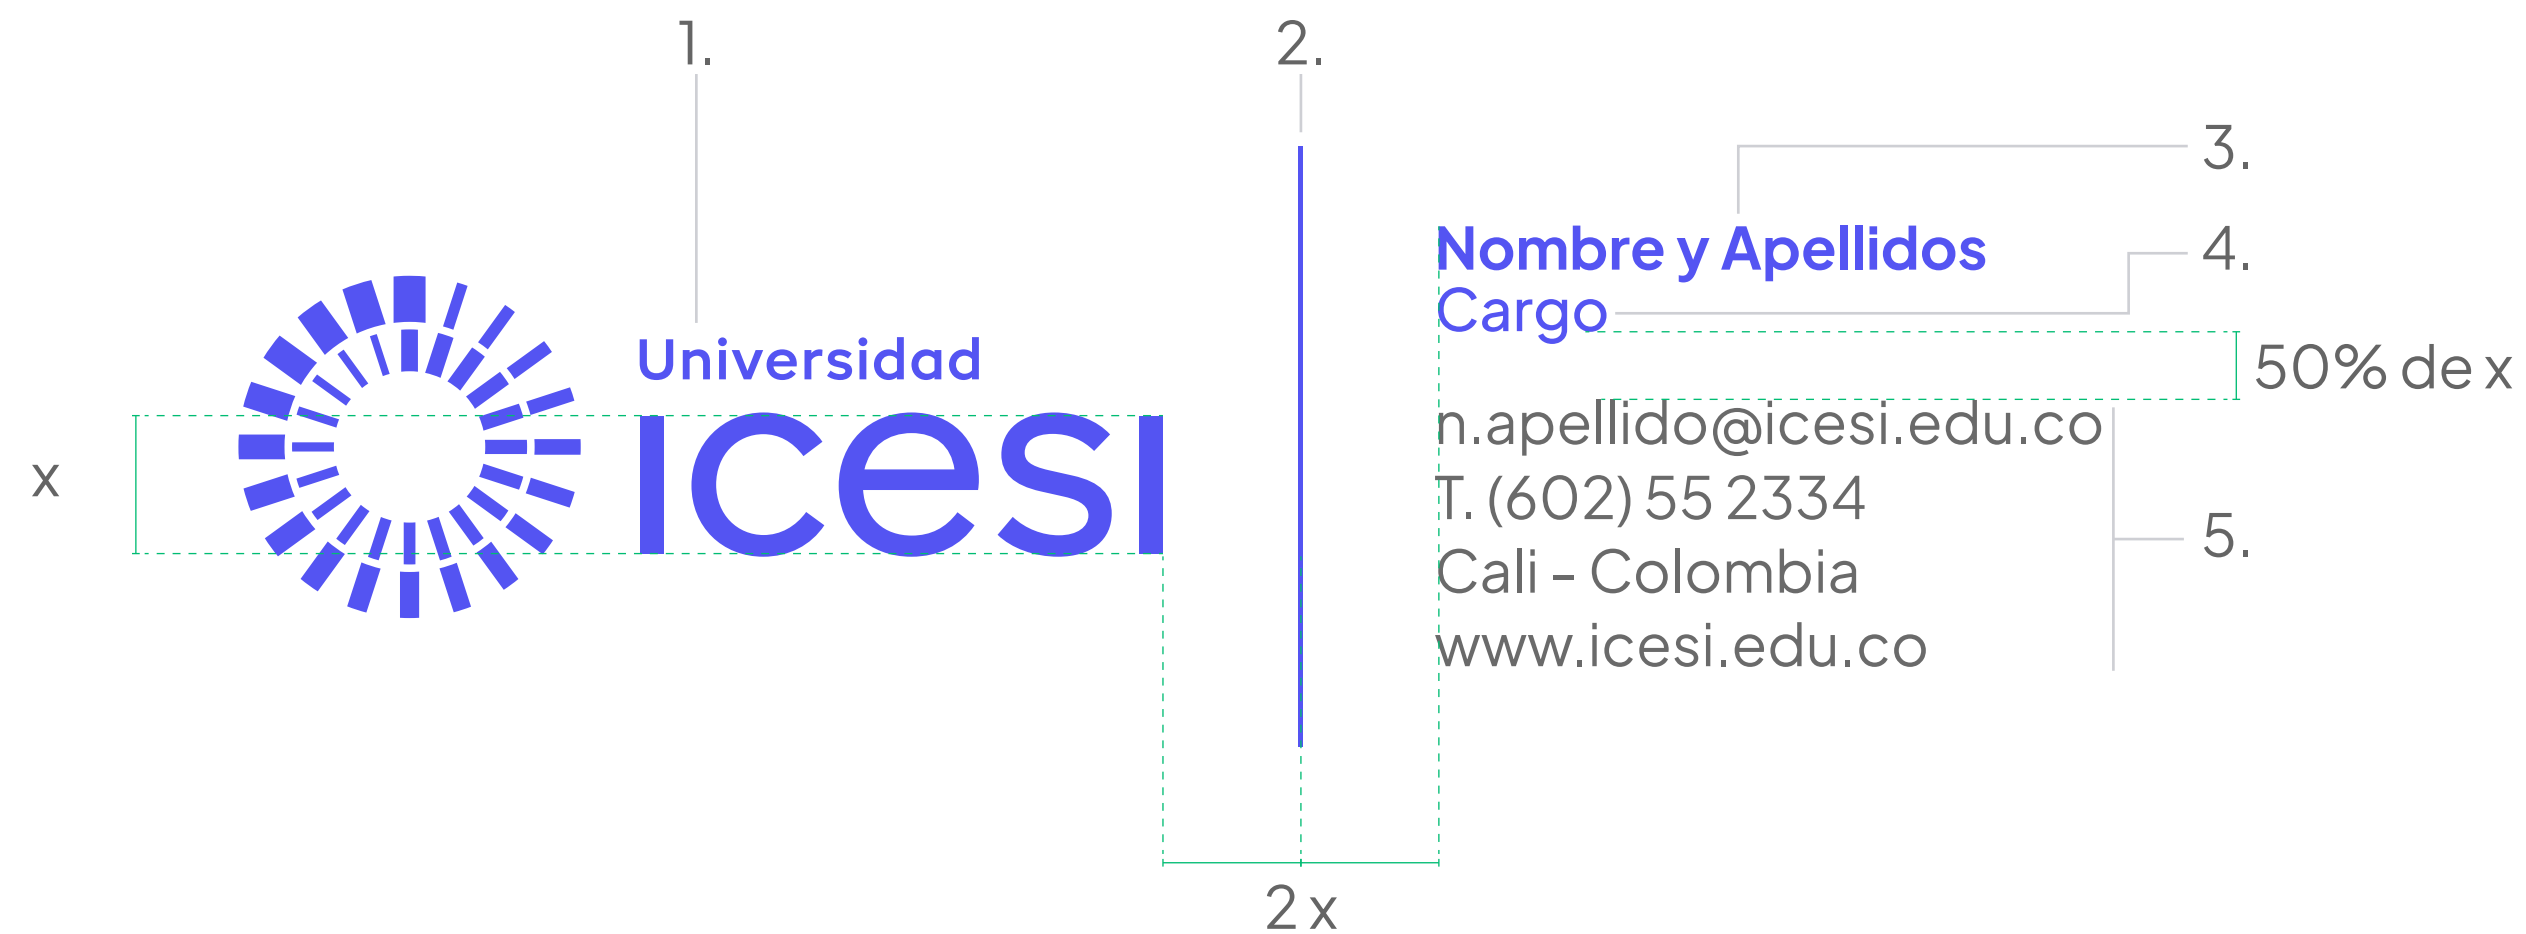 1.
2.
3.
Nombre y Apellidos
4.
Cargo
Universidad
50% de x
icesi
n.apellido@icesi.edu.co
x
T. (602) 55 2334
5.
Cali - Colombia
www.icesi.edu.co
2 x